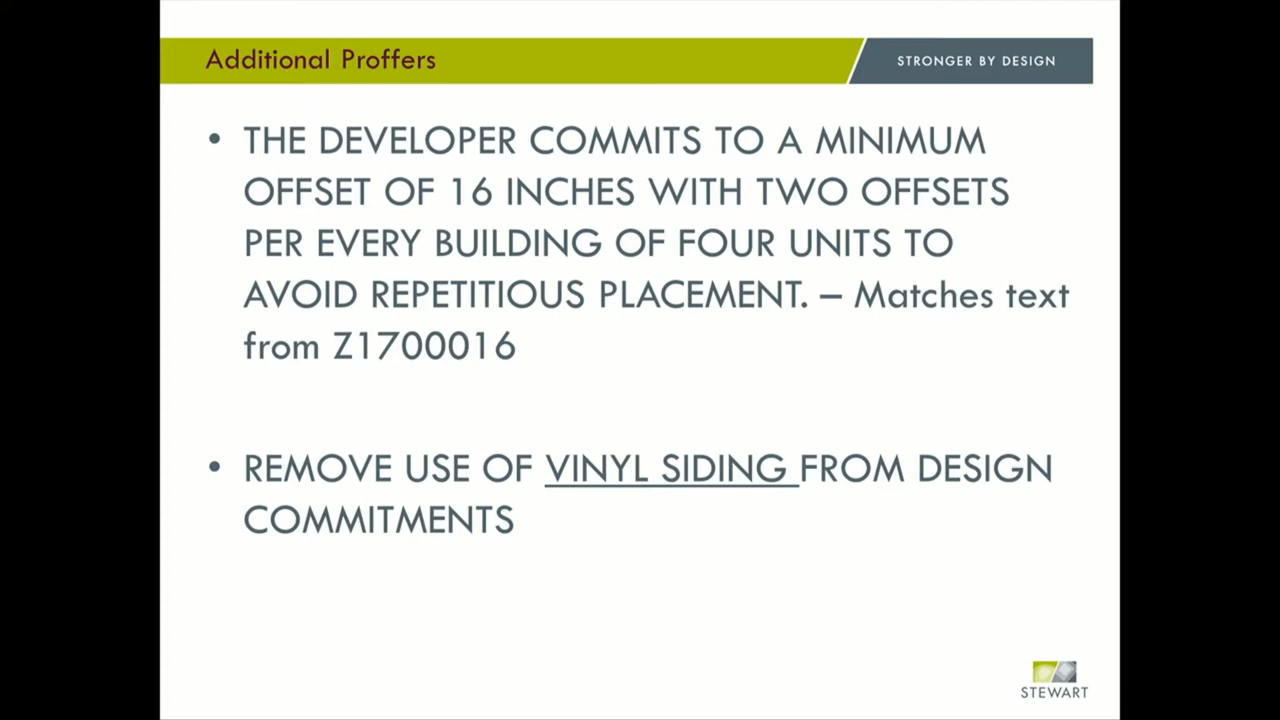 Additional Proffers
STRONGER BY DESIGN
• THE DEVELOPER COMMITS TO A MINIMUM
OFFSET OF 16 INCHES WITH TWO OFFSETS
PER EVERY BUILDING OF FOUR UNITS TO
AVOID REPETITIOUS PLACEMENT. – Matches text
from Z1700016
• REMOVE USE OF VINYL SIDING FROM DESIGN
COMMITMENTS
STEWART